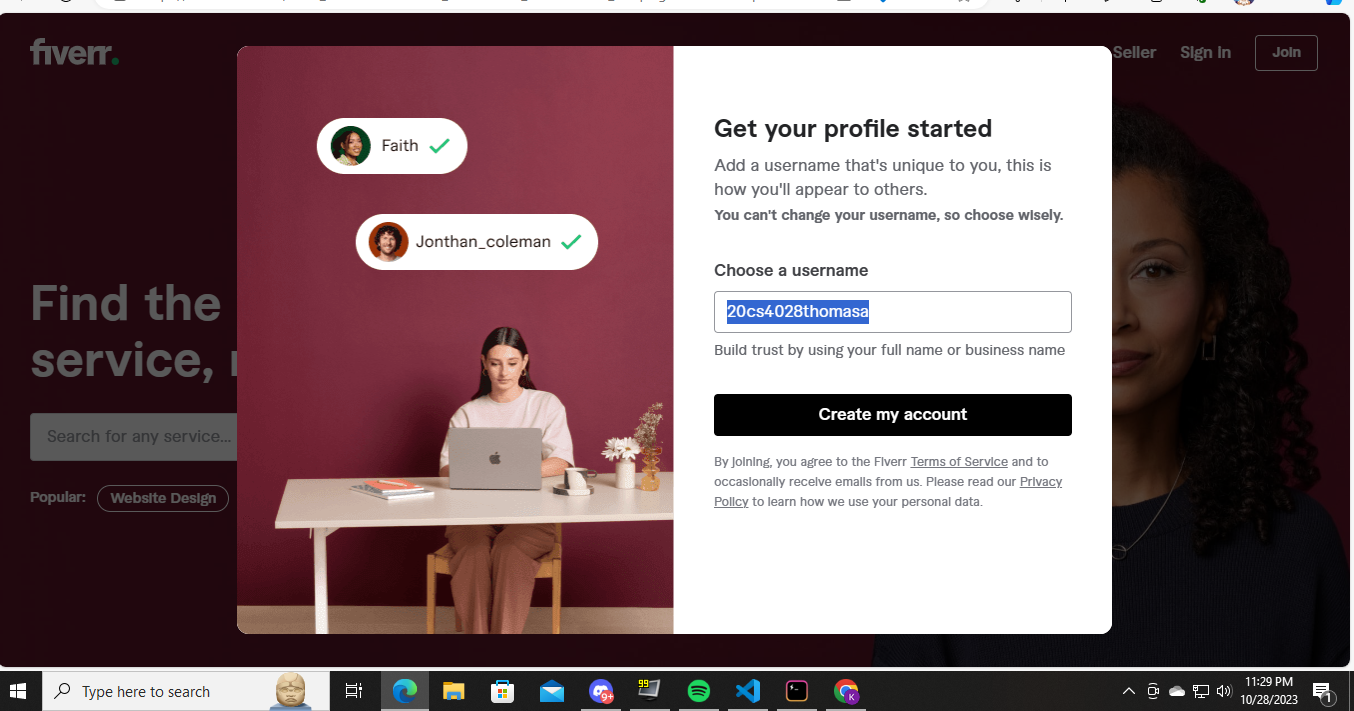 fiverr.
Seller
Sign in
Join
Faith
Jonthan_coleman
Get your profile started
Add a username that's unique to you, this is
how you'll appear to others.
You can't change your username, so choose wisely.
Choose a username
20cs4028thomasa
Build trust by using your full name or business name
Create my account
By joining, you agree to the Fiverr Terms of Service and to
occasionally receive emails from us. Please read our Privacy
Policy to learn how we use your personal data.
Find the
service,
Search for any service...
Popular:
Website Design
Type here to search
9+
99
K
11:29 PM
10/28/2023
1